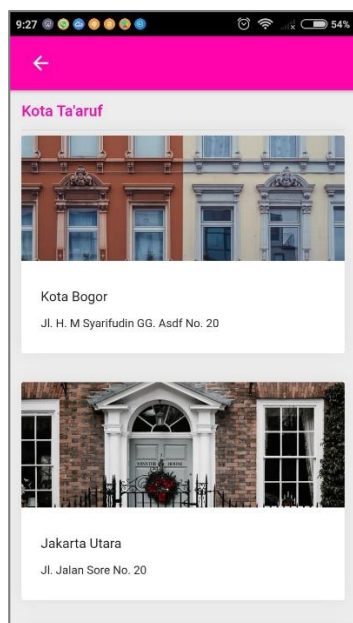 9:27
54%
Kota Ta'aruf
Kota Bogor
Jl. H. M Syarifudin GG. Asdf No. 20
Jakarta Utara
Jl. Jalan Sore No. 20